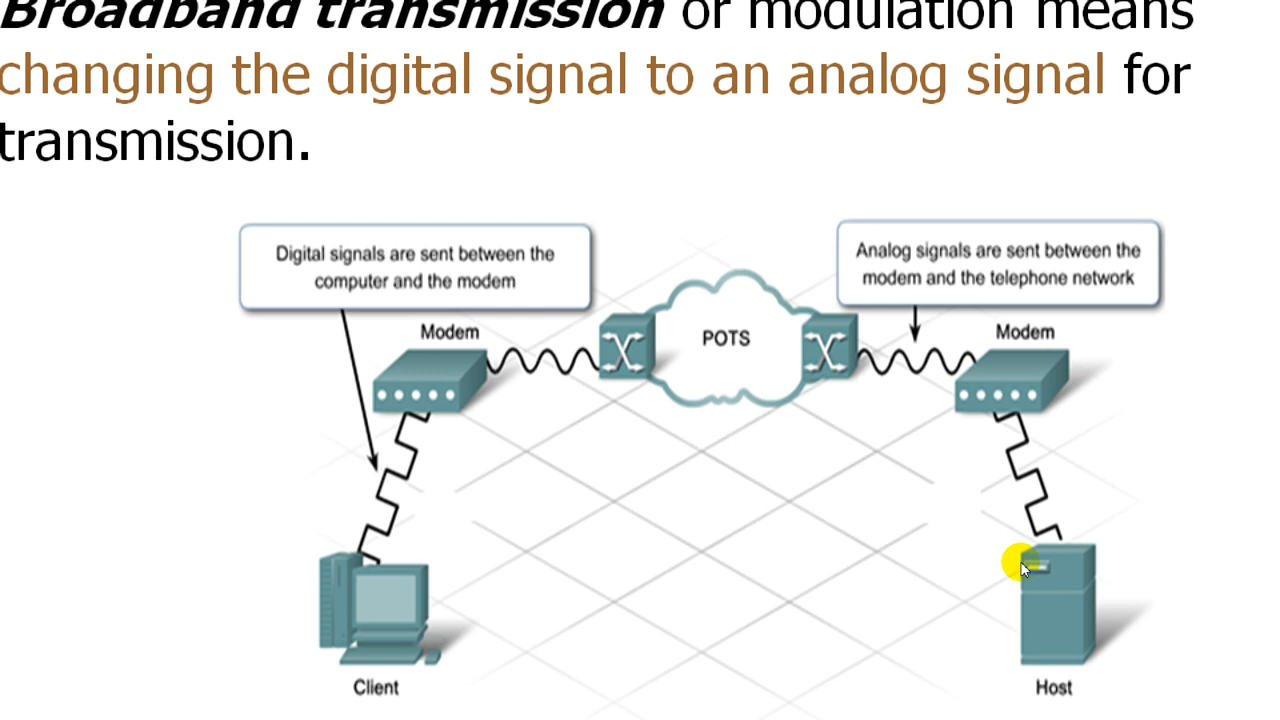 Broadband transmission or modulation means
changing the digital signal to an analog signal for
transmission.
Digital signals are sent between the
computer and the modem
Analog signals are sent between the
modem and the telephone network
Modem
POTS
Modem
Client
Host